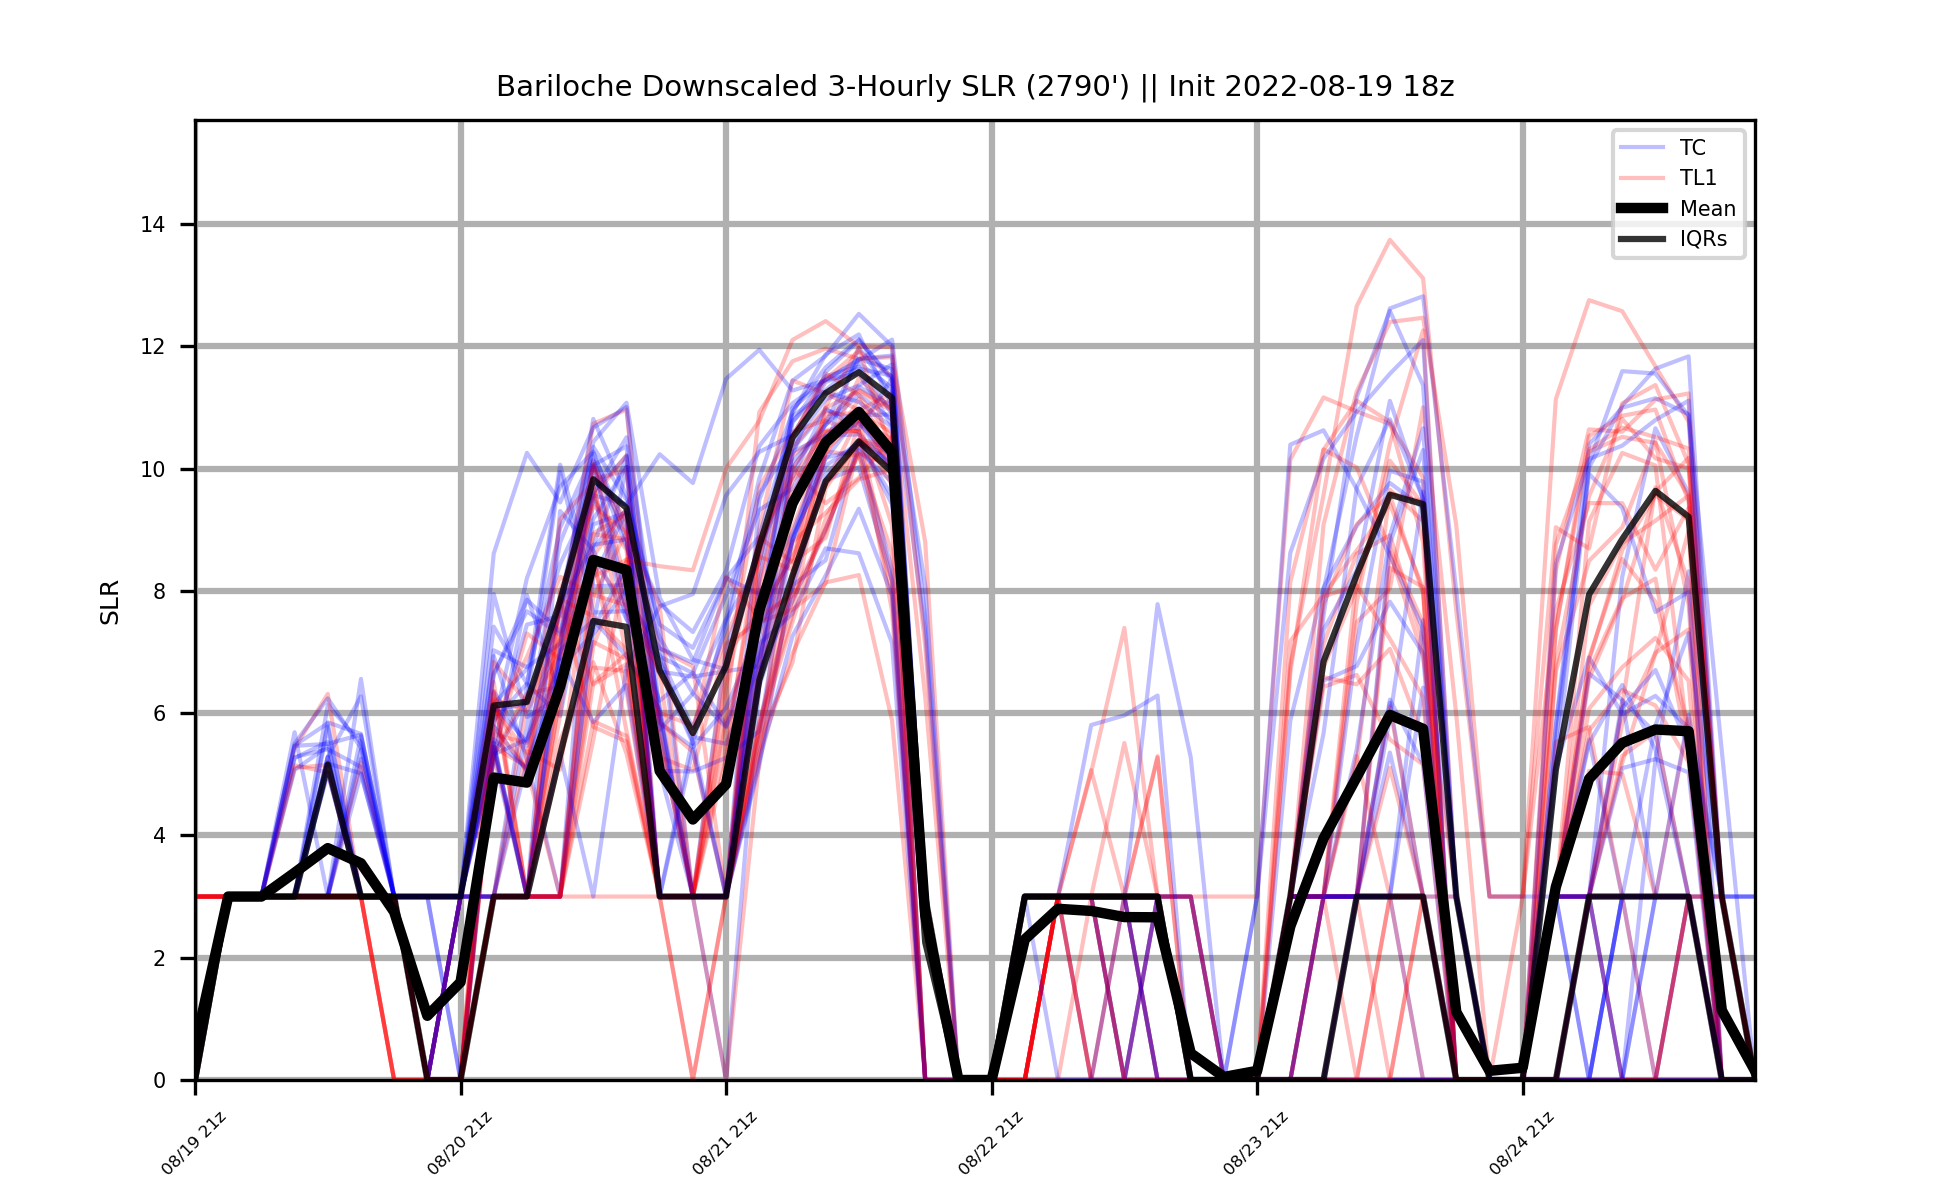 Bariloche Downscaled 3-Hourly SLR (2790') || Init 2022-08-19 18z
TC
TL1
Mean
IQRs
SLR
14
12
10
8
6
4
2
0
08/19 21z
08/20 21z
08/21 21z
08/22 21z
08/23 21z
08/24 21z